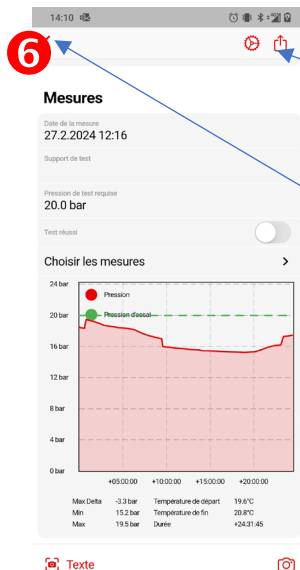 14:10
6
Mesures
Date de la mesure
27.2.2024 12:16
Support de test
Pression de test requise
20.0 bar
Test réussi
Choisir les mesures
24 bar
Pression
Pression d'essai
20 bar
16 bar
12 bar
8 bar
4 bar
0 bar
+05:00:00 +10:00:00 +15:00:00 +20:00:00
Max Delta -3.3 bar Température de départ 19.6°C
Min 15.2 bar Température de fin 20.8°C
Max 19.5 bar Durée +24:31:45
Texte